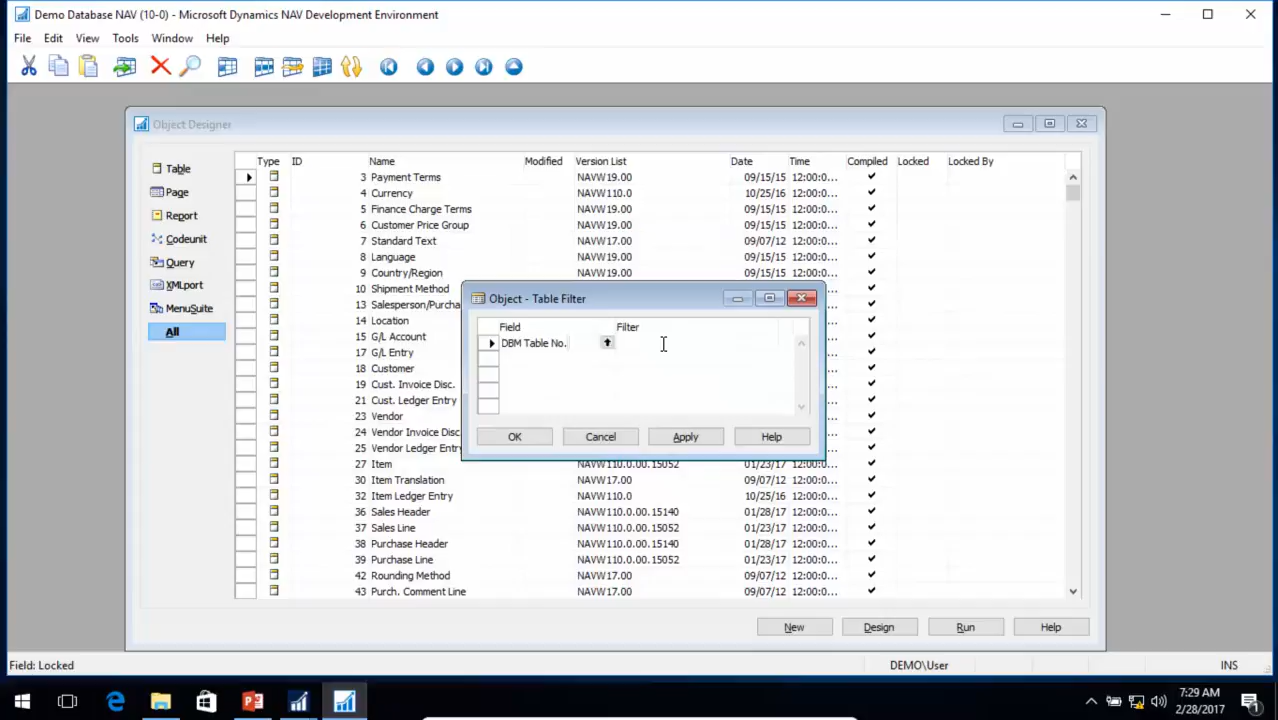 Demo Database NAV (10-0) - Microsoft Dynamics NAV Development Environment
File Edit View Tools Window Help
Object Designer
Table
Page
Report
Codeunit
Query
XMLport
MenuSuite
All
Type ID Name Modified Version List Date Time Compiled Locked Locked By
3 Payment Terms NAVW19.00 09/15/15 12:00:0...
4 Currency NAVW110.0 10/25/16 12:00:0...
5 Finance Charge Terms NAVW19.00 09/15/15 12:00:0...
6 Customer Price Group NAVW19.00 09/15/15 12:00:0...
7 Standard Text NAVW17.00 09/07/12 12:00:0...
8 Language NAVW19.00 09/15/15 12:00:0...
9 Country/Region NAVW19.00 09/15/15 12:00:0...
10 Shipment Method
13 Salesperson/Purcha
14 Location
15 G/L Account
17 G/L Entry
18 Customer
19 Cust. Invoice Disc.
21 Cust. Ledger Entry
23 Vendor
24 Vendor Invoice Disc
25 Vendor Ledger Entry
27 Item NAVW110.0.00.15052 01/23/17 12:00:0...
30 Item Translation NAVW17.00 09/07/12 12:00:0...
32 Item Ledger Entry NAVW110.0 10/25/16 12:00:0...
36 Sales Header NAVW110.0.00.15140 01/28/17 12:00:0...
37 Sales Line NAVW110.0.00.15052 01/23/17 12:00:0...
38 Purchase Header NAVW110.0.00.15140 01/28/17 12:00:0...
39 Purchase Line NAVW110.0.00.15052 01/23/17 12:00:0...
42 Rounding Method NAVW17.00 09/07/12 12:00:0...
43 Purch. Comment Line NAVW17.00 09/07/12 12:00:0...
Object - Table Filter
Field Filter
DBM Table No.
OK Cancel Apply Help
New Design Run Help
Field: Locked DEMO\User INS
7:29 AM
2/28/2017